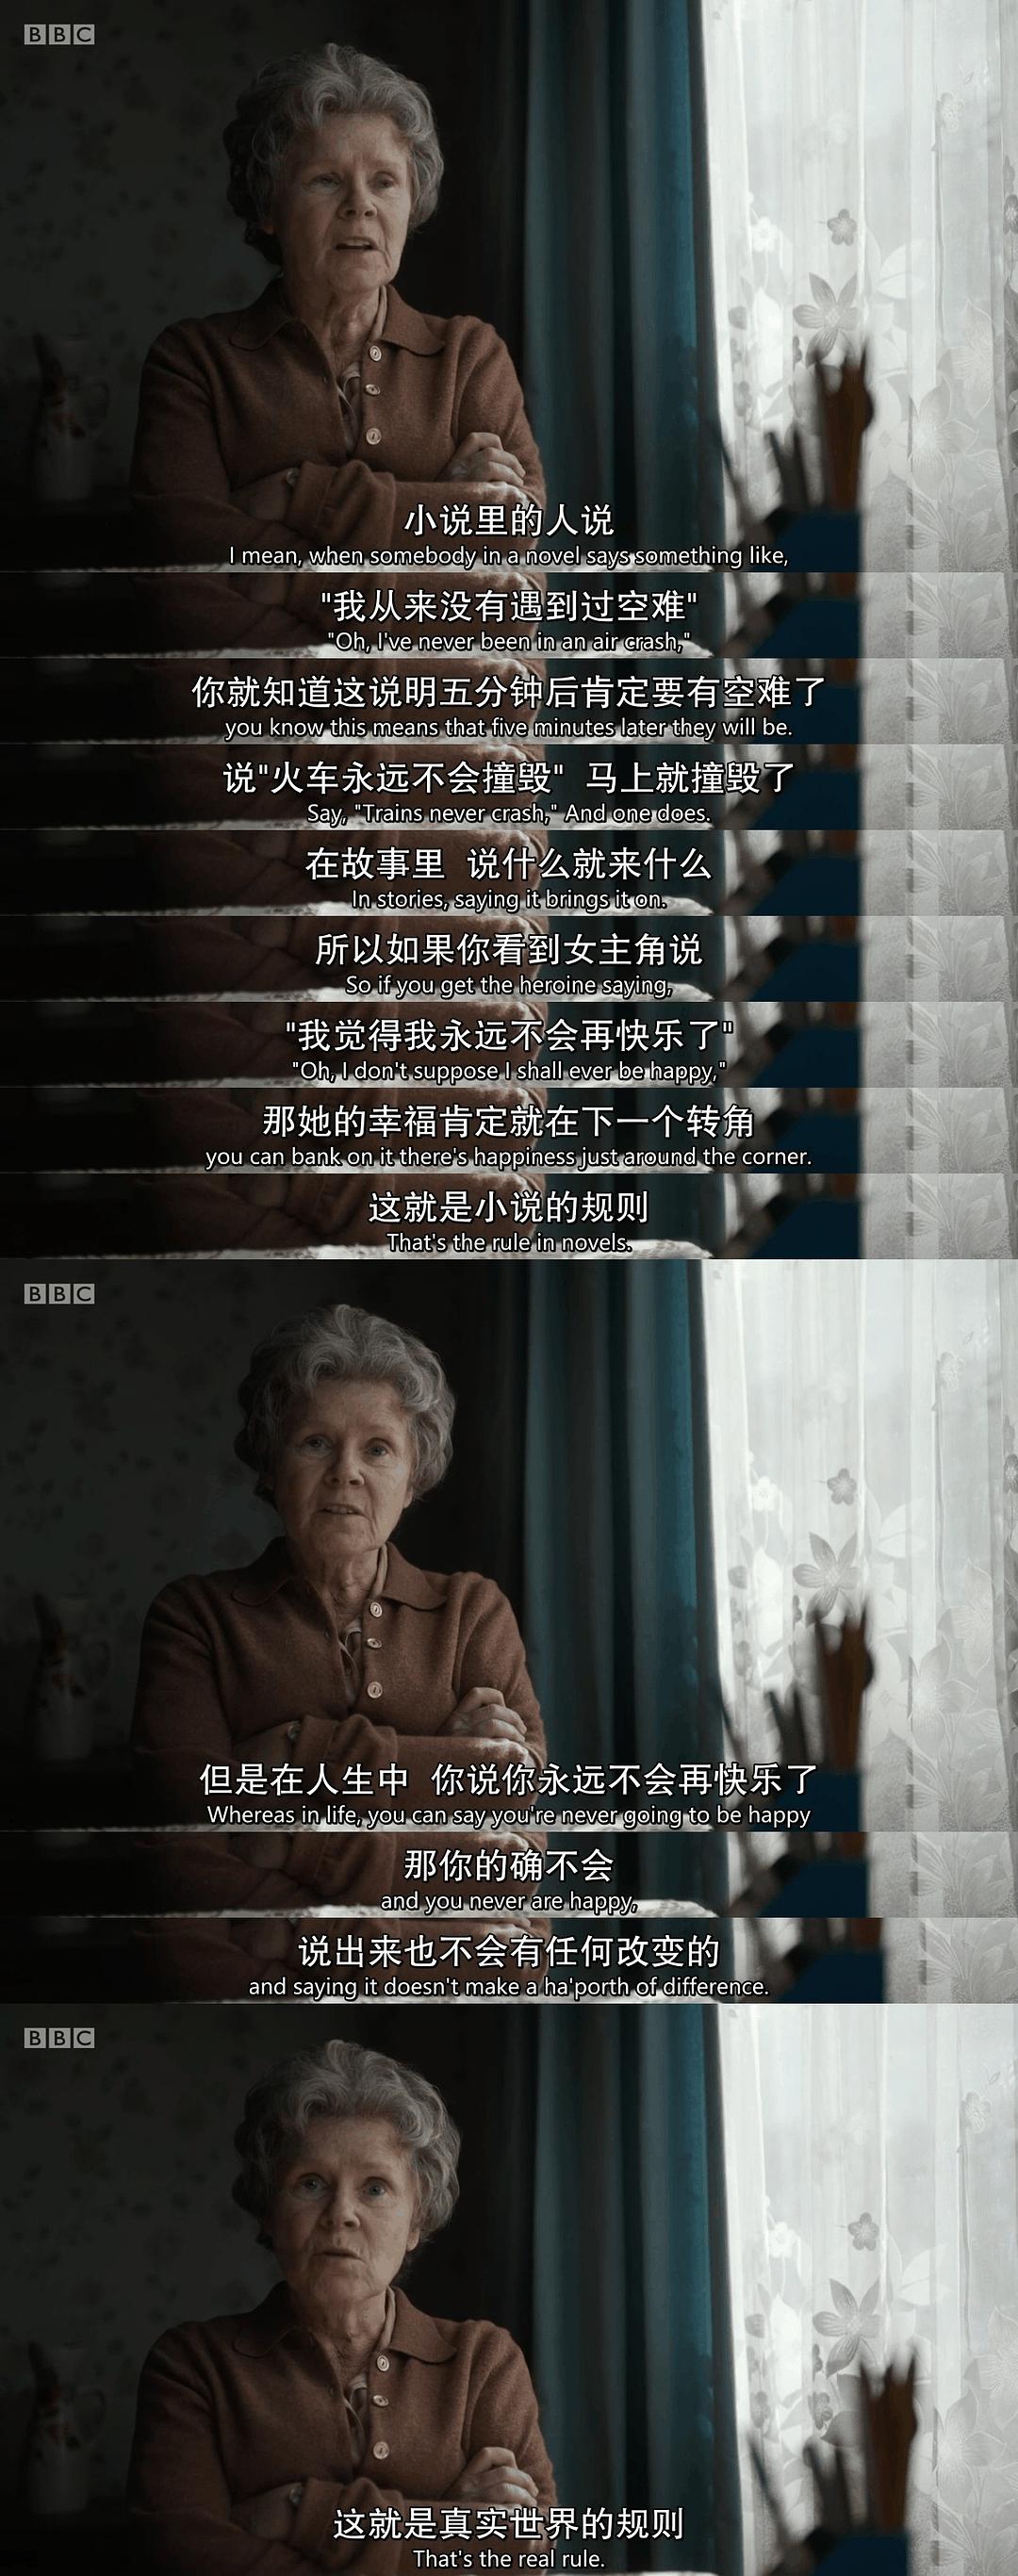 BBC
小说里的人说
I mean, when somebody in a novel says something like,
"我从来没有遇到过空难"
"Oh, I've never been in an air crash,"
你就知道这说明五分钟后肯定要有空难了
you know this means that five minutes later they will be.
说"火车永远不会撞毁" 马上就撞毁了
Say, "Trains never crash," And one does.
在故事里 说什么就来什么
In stories, saying it brings it on.
所以如果你看到女主角说
So if you get the heroine saying,
"我觉得我永远不会再快乐了"
"Oh, I don't suppose I shall ever be happy,"
那她的幸福肯定就在下一个转角
you can bank on it there's happiness just around the corner.
这就是小说的规则
That's the rule in novels.
BBC
但是在人生中 你说你永远不会再快乐了
Whereas in life, you can say you're never going to be happy
那你的确不会
and you never are happy,
说出来也不会有任何改变的
and saying it doesn't make a ha'porth of difference.
BBC
这就是真实世界的规则
That's the real rule.